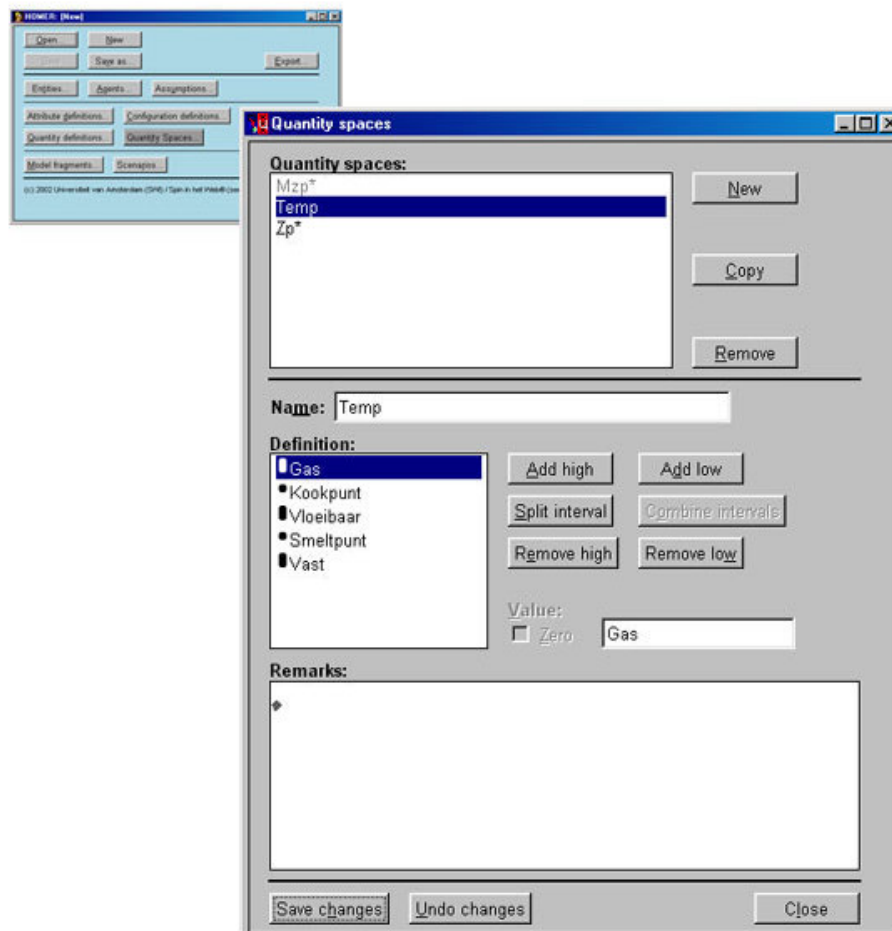 HOMER: [New]
Open... New
Save as... Export...
Entities... Agents... Assumptions...
Attribute definitions... Configuration definitions...
Quantity definitions... Quantity Spaces...
Model fragments... Scenarios...
(c) 2002 Universiteit van Amsterdam (SWI) / Spin in het Web®
Quantity spaces
Quantity spaces:
Mzp*
Temp
Zp*
New
Copy
Remove
Name: Temp
Definition:
Gas
Kookpunt
Vloeibaar
Smeltpunt
Vast
Add high Add low
Split interval Combine intervals
Remove high Remove low
Value:
Zero Gas
Remarks:
Save changes Undo changes Close